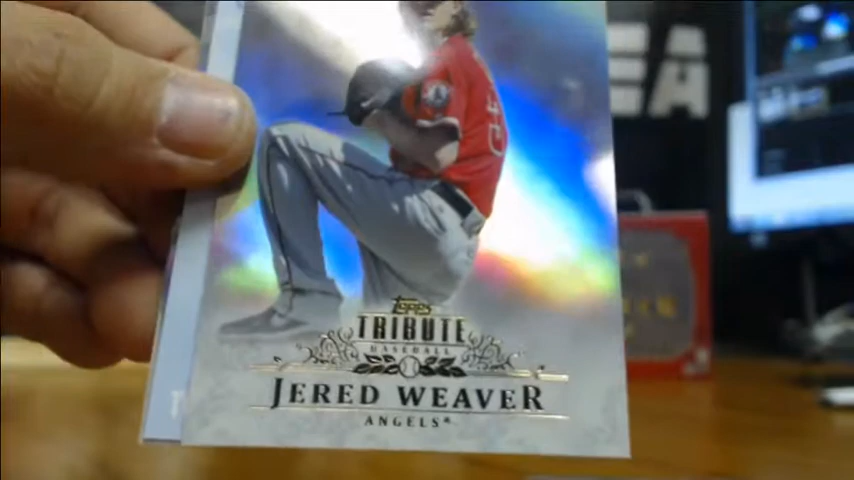 Topps
TRIBUTE
BASEBALL
JERED WEAVER
ANGELS